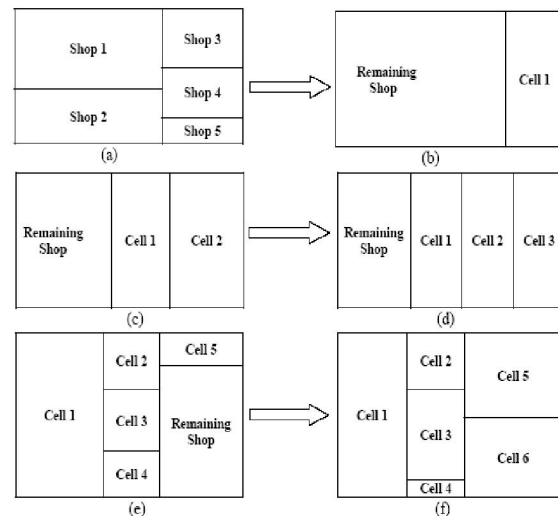 Shop 1
Shop 2
Shop 3
Shop 4
Shop 5
(a)
Remaining
Shop
Cell 1
(b)
Remaining
Shop
Cell 1
Cell 2
(c)
Remaining
Shop
Cell 1
Cell 2
Cell 3
(d)
Cell 1
Cell 2
Cell 3
Cell 4
Cell 5
Remaining
Shop
(e)
Cell 1
Cell 2
Cell 3
Cell 4
Cell 5
Cell 6
(f)